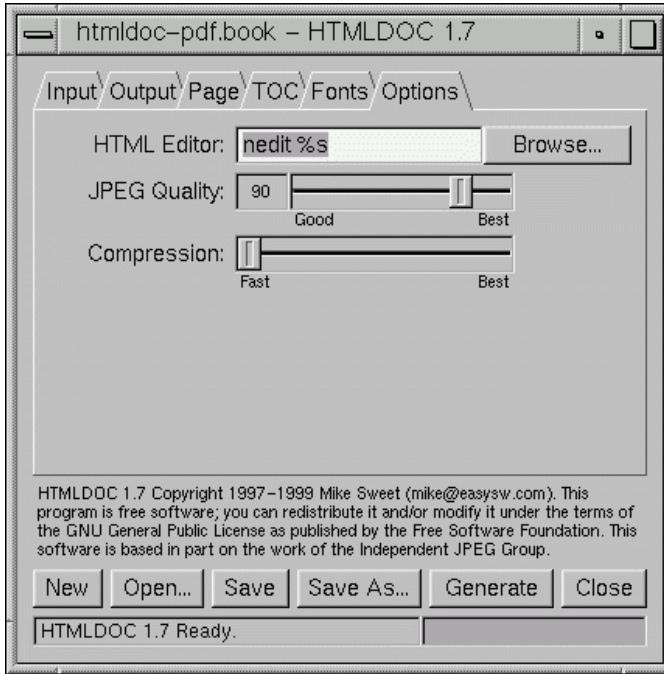 htmldoc-pdf.book - HTMLDOC 1.7
Input Output Page TOC Fonts Options
HTML Editor: nedit %s Browse...
JPEG Quality: 90
Good Best
Compression:
Fast Best
HTMLDOC 1.7 Copyright 1997-1999 Mike Sweet (mike@easysw.com). This
program is free software; you can redistribute it and/or modify it under the terms of
the GNU General Public License as published by the Free Software Foundation. This
software is based in part on the work of the Independent JPEG Group.
New Open... Save Save As... Generate Close
HTMLDOC 1.7 Ready.